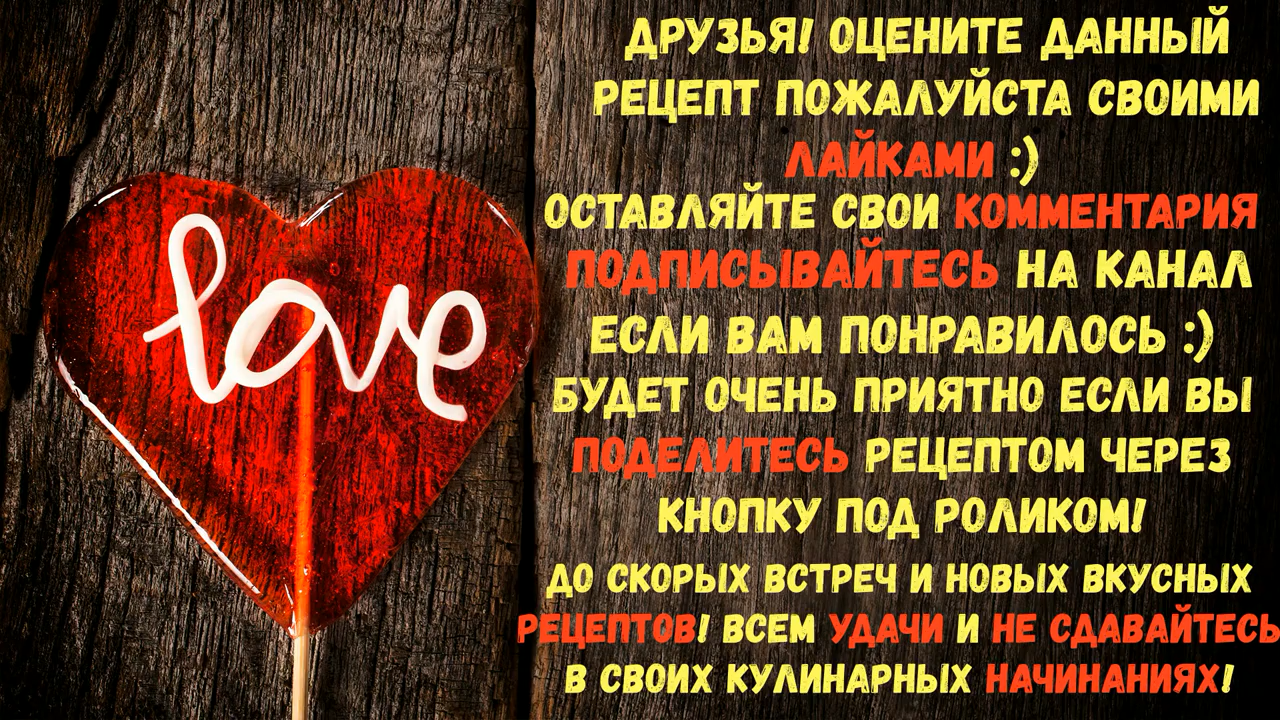 love
ДРУЗЬЯ! ОЦЕНИТЕ ДАННЫЙ
РЕЦЕПТ ПОЖАЛУЙСТА СВОИМИ
ЛАЙКАМИ :)
ОСТАВЛЯЙТЕ СВОИ КОММЕНТАРИЯ
ПОДПИСЫВАЙТЕСЬ НА КАНАЛ
ЕСЛИ ВАМ ПОНРАВИЛОСЬ :)
БУДЕТ ОЧЕНЬ ПРИЯТНО ЕСЛИ ВЫ
ПОДЕЛИТЕСЬ РЕЦЕПТОМ ЧЕРЕЗ
КНОПКУ ПОД РОЛИКОМ!
ДО СКОРЫХ ВСТРЕЧ И НОВЫХ ВКУСНЫХ
РЕЦЕПТОВ! ВСЕМ УДАЧИ И НЕ СДАВАЙТЕСЬ
В СВОИХ КУЛИНАРНЫХ НАЧИНАНИЯХ!